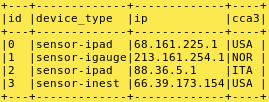 +---+-------------+-------------+----+
|id |device_type  |ip           |cca3|
+---+-------------+-------------+----+
|0  |sensor-ipad  |68.161.225.1 |USA |
|1  |sensor-igauge|213.161.254.1|NOR |
|2  |sensor-ipad  |88.36.5.1    |ITA |
|3  |sensor-inest |66.39.173.154|USA |
+---+-------------+-------------+----+